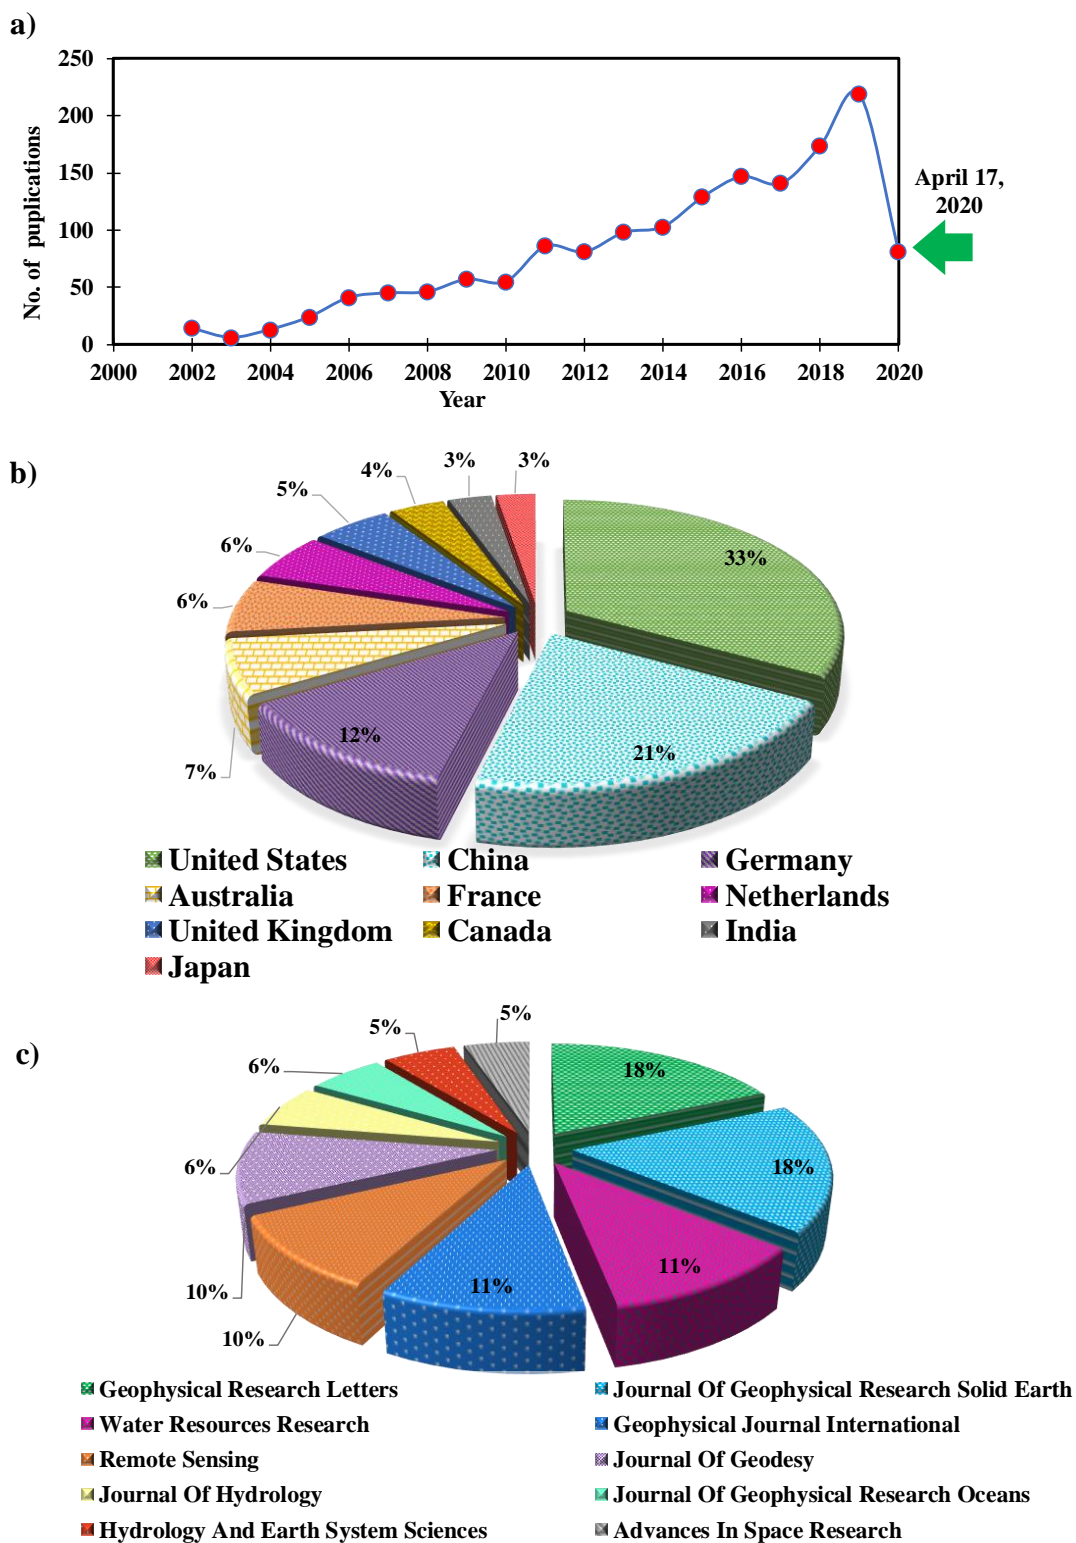 a)
250
200
150
100
50
0
No. of puplications
2000 2002 2004 2006 2008 2010 2012 2014 2016 2018 2020
Year
April 17,
2020
b)
33%
21%
12%
7%
6%
6%
5%
4%
3%
3%
United States China Germany
Australia France Netherlands
United Kingdom Canada India
Japan
c)
18%
18%
11%
11%
10%
10%
6%
6%
5%
5%
Geophysical Research Letters Journal Of Geophysical Research Solid Earth
Water Resources Research Geophysical Journal International
Remote Sensing Journal Of Geodesy
Journal Of Hydrology Journal Of Geophysical Research Oceans
Hydrology And Earth System Sciences Advances In Space Research